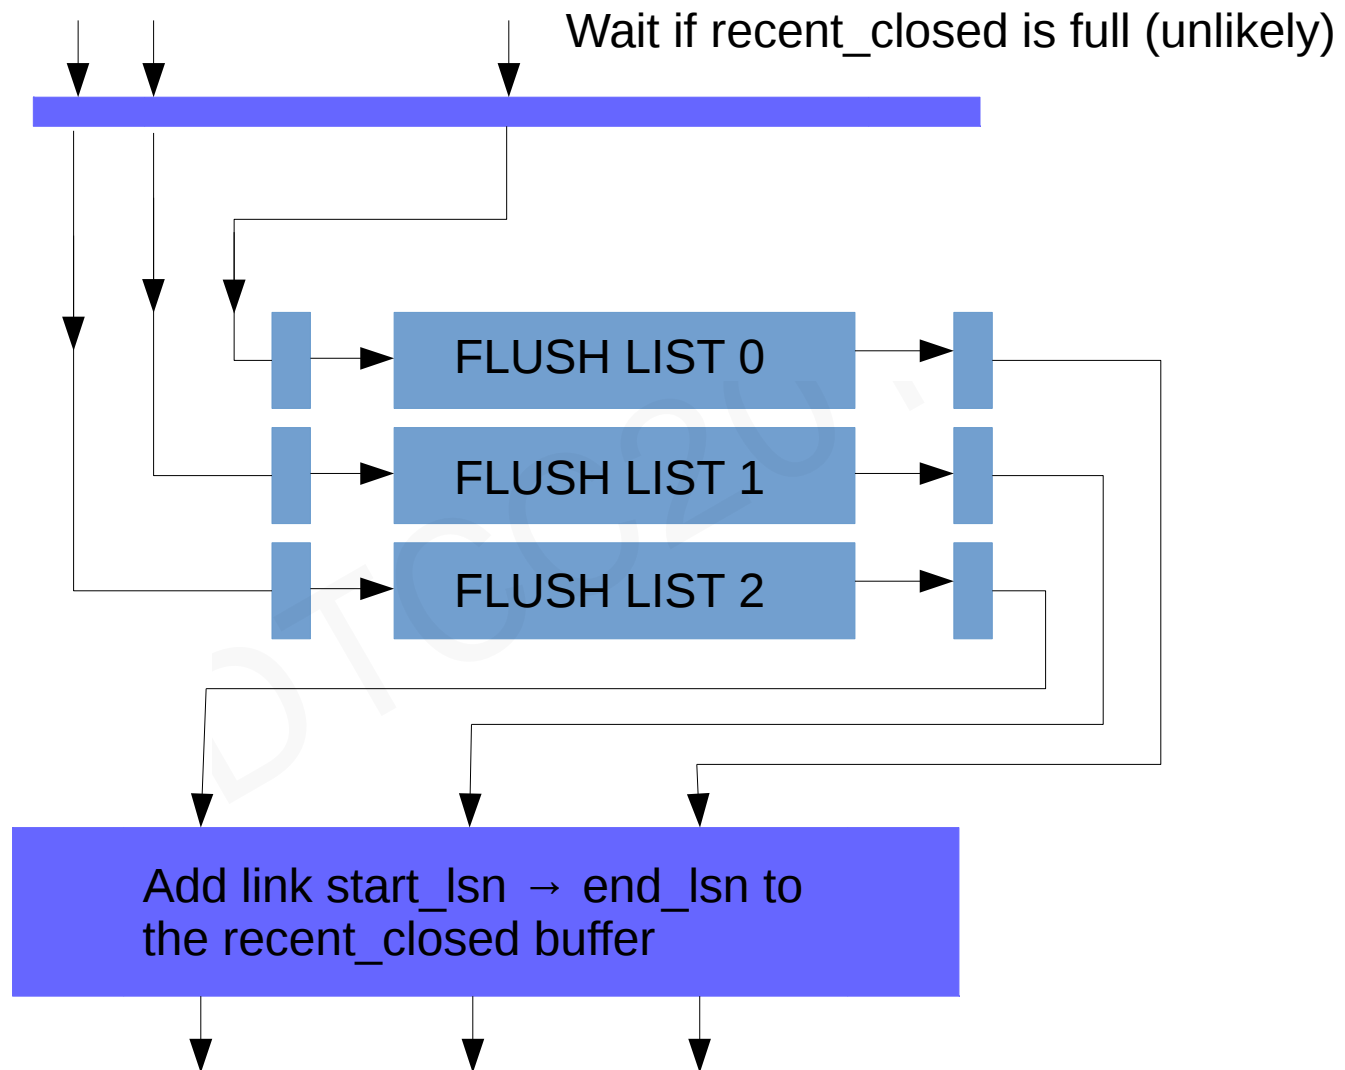 Wait if recent_closed is full (unlikely)
FLUSH LIST 0
FLUSH LIST 1
FLUSH LIST 2
Add link start_lsn → end_lsn to
the recent_closed buffer